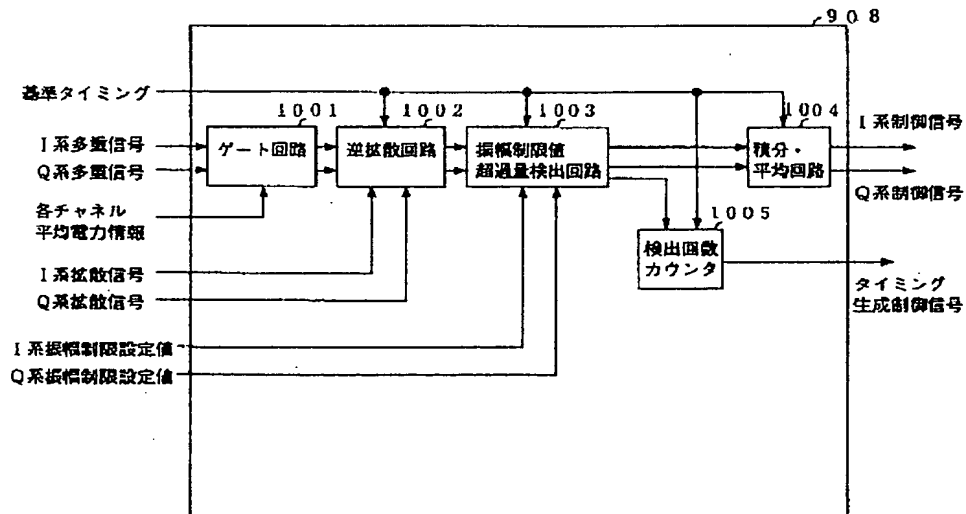 908
基準タイミング
1001
1002
1003
1004
I系制御信号
I系多重信号
Q系多重信号
ゲート回路
逆拡散回路
振幅制限値
超過量検出回路
積分・
平均回路
Q系制御信号
各チャネル
平均電力情報
1005
検出回数
カウンタ
I系拡散信号
Q系拡散信号
タイミング
生成制御信号
I系振幅制限設定値
Q系振幅制限設定値